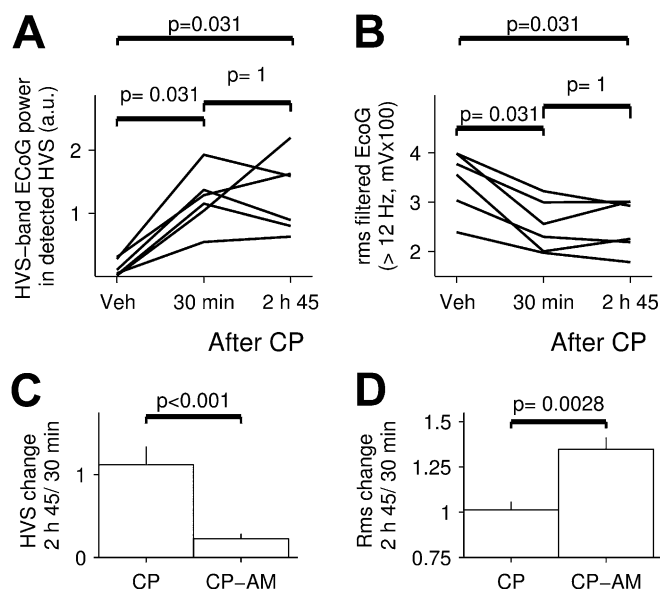 A
p=0.031
p= 1
p= 0.031
HVS-band ECoG power
in detected HVS (a.u.)
2
1
Veh
30 min
2 h 45
After CP
B
p=0.031
p= 1
p= 0.031
rms filtered EcoG
(> 12 Hz, mVx100)
4
3
2
Veh
30 min
2 h 45
After CP
C
p<0.001
HVS change
2 h 45/ 30 min
1
0
CP
CP-AM
D
p= 0.0028
Rms change
2 h 45/ 30 min
1.5
1.25
1
0.75
CP
CP-AM